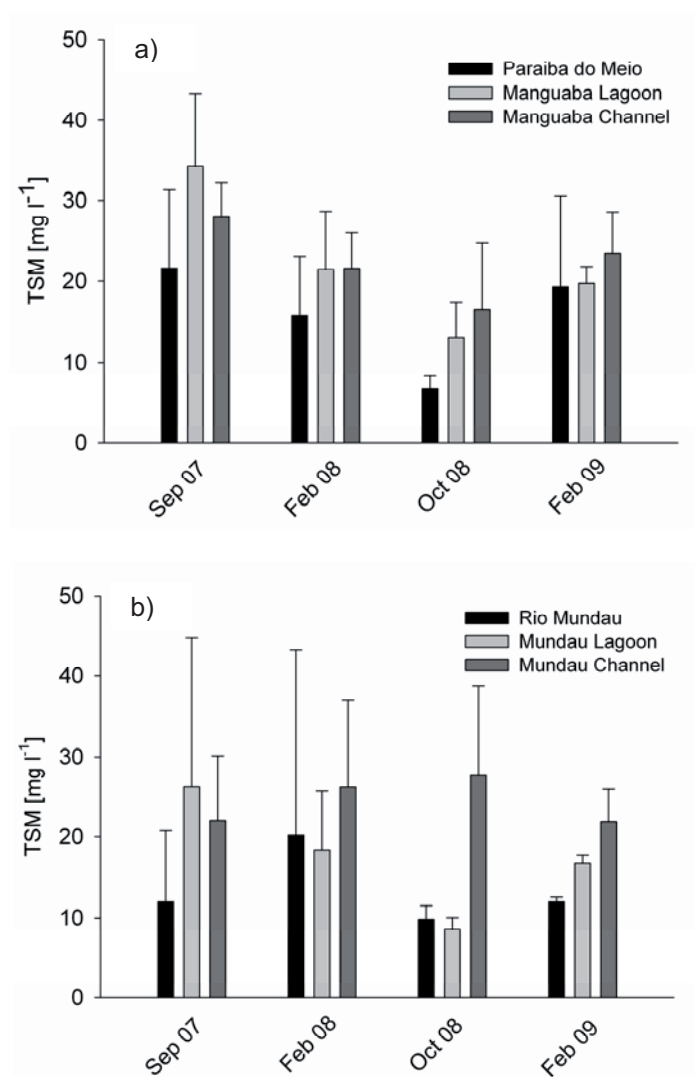 a)
Paraiba do Meio
Manguaba Lagoon
Manguaba Channel
TSM [mg l⁻¹]
50
40
30
20
10
0
Sep 07
Feb 08
Oct 08
Feb 09
b)
Rio Mundau
Mundau Lagoon
Mundau Channel
TSM [mg l⁻¹]
50
40
30
20
10
0
Sep 07
Feb 08
Oct 08
Feb 09